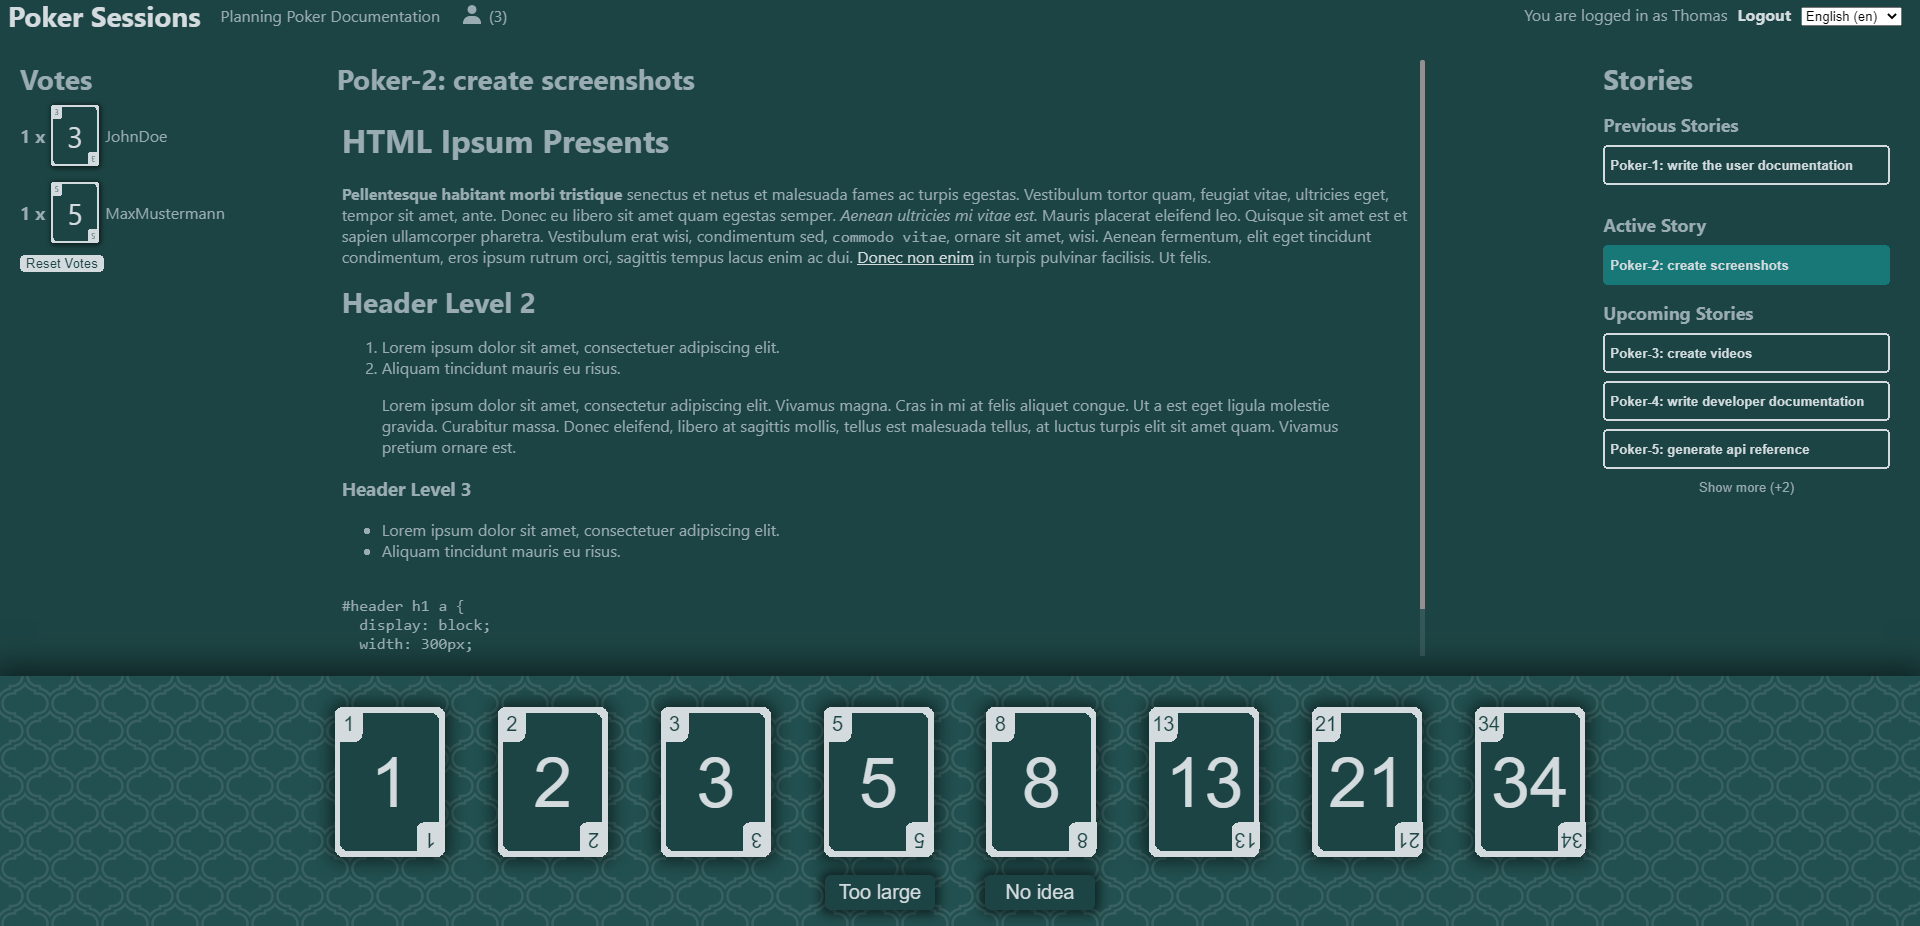 Poker Sessions Planning Poker Documentation (3) You are logged in as Thomas Logout English (en)
Votes
1 x 3 3 3 JohnDoe
1 x 5 5 5 MaxMustermann
Reset Votes
Poker-2: create screenshots
HTML Ipsum Presents
Pellentesque habitant morbi tristique senectus et netus et malesuada fames ac turpis egestas. Vestibulum tortor quam, feugiat vitae, ultricies eget,
tempor sit amet, ante. Donec eu libero sit amet quam egestas semper. Aenean ultricies mi vitae est. Mauris placerat eleifend leo. Quisque sit amet est et
sapien ullamcorper pharetra. Vestibulum erat wisi, condimentum sed, commodo vitae, ornare sit amet, wisi. Aenean fermentum, elit eget tincidunt
condimentum, eros ipsum rutrum orci, sagittis tempus lacus enim ac dui. Donec non enim in turpis pulvinar facilisis. Ut felis.
Header Level 2
1. Lorem ipsum dolor sit amet, consectetuer adipiscing elit.
2. Aliquam tincidunt mauris eu risus.
Lorem ipsum dolor sit amet, consectetur adipiscing elit. Vivamus magna. Cras in mi at felis aliquet congue. Ut a est eget ligula molestie
gravida. Curabitur massa. Donec eleifend, libero at sagittis mollis, tellus est malesuada tellus, at luctus turpis elit sit amet quam. Vivamus
pretium ornare est.
Header Level 3
• Lorem ipsum dolor sit amet, consectetuer adipiscing elit.
• Aliquam tincidunt mauris eu risus.
#header h1 a {
display: block;
width: 300px;
Stories
Previous Stories
Poker-1: write the user documentation
Active Story
Poker-2: create screenshots
Upcoming Stories
Poker-3: create videos
Poker-4: write developer documentation
Poker-5: generate api reference
Show more (+2)
1 2 3 5 8 13 21 34
1 2 3 5 8 13 21 34
1 2 3 5 8 13 21 34
Too large No idea